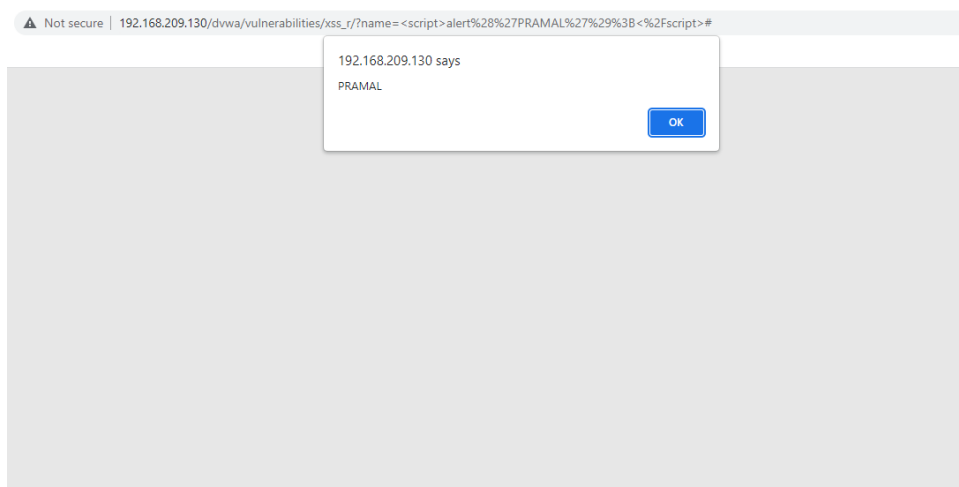 Not secure | 192.168.209.130/dvwa/vulnerabilities/xss_r/?name=<script>alert%28%27PRAMAL%27%29%3B<%2Fscript>#
192.168.209.130 says
PRAMAL
OK